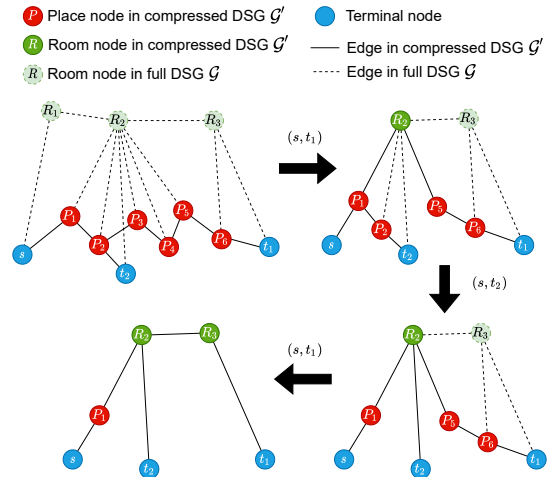 P Place node in compressed DSG 𝒢′
Terminal node
R Room node in compressed DSG 𝒢′
Edge in compressed DSG 𝒢′
R Room node in full DSG 𝒢
Edge in full DSG 𝒢
R₁ R₂ R₃
(s, t₁)
R₂ R₃
P₁ P₂ P₃ P₄ P₅ P₆
s t₂ t₁
P₁ P₂ P₅ P₆
s t₂ t₁
(s, t₂)
R₂ R₃
(s, t₁)
R₂ R₃
P₁
s t₂ t₁
P₁ P₅ P₆
s t₂ t₁